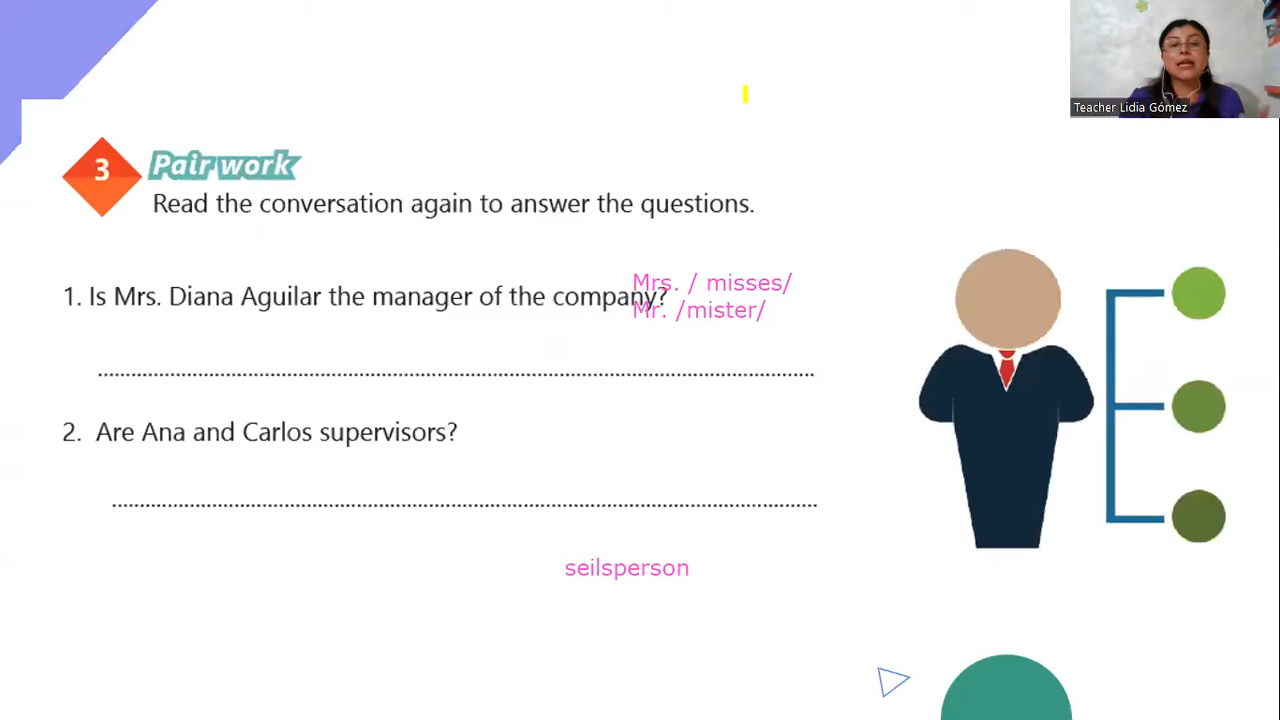 Teacher Lidia Gómez
3
Pair work
Read the conversation again to answer the questions.
Mrs. / misses/
1. Is Mrs. Diana Aguilar the manager of the company?
Mr. /mister/
2. Are Ana and Carlos supervisors?
seilsperson